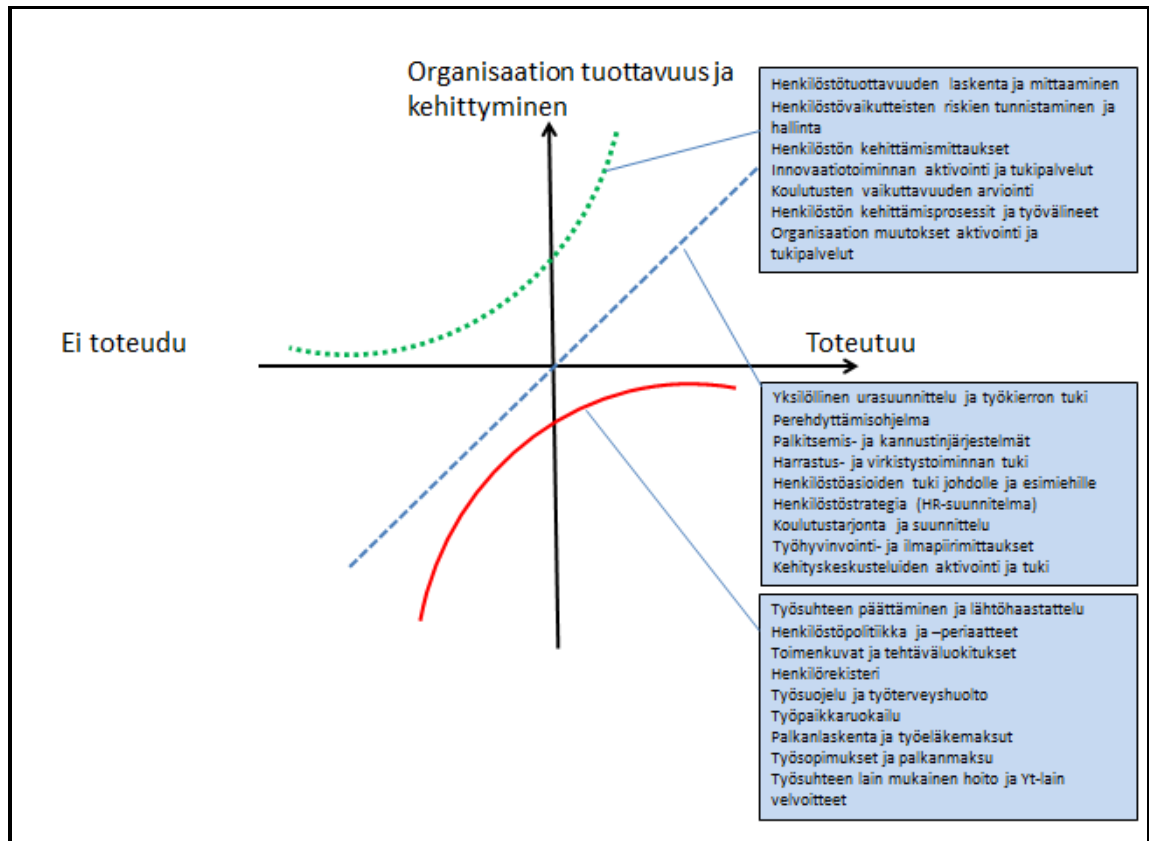 Organisaation tuottavuus ja
kehittyminen
Ei toteudu
Toteutuu
Henkilöstötuottavuuden laskenta ja mittaaminen
Henkilöstövaikutteisten riskien tunnistaminen ja
hallinta
Henkilöstön kehittämismittaukset
Innovaatiotoiminnan aktivointi ja tukipalvelut
Koulutusten vaikuttavuuden arviointi
Henkilöstön kehittämisprosessit ja työvälineet
Organisaation muutokset aktivointi ja
tukipalvelut
Yksilöllinen urasuunnittelu ja työkierron tuki
Perehdyttämisohjelma
Palkitsemis- ja kannustinjärjestelmät
Harrastus- ja virkistystoiminnan tuki
Henkilöstöasioiden tuki johdolle ja esimiehille
Henkilöstöstrategia (HR-suunnitelma)
Koulutustarjonta ja suunnittelu
Työhyvinvointi- ja ilmapiirimittaukset
Kehityskeskusteluiden aktivointi ja tuki
Työsuhteen päättäminen ja lähtöhaastattelu
Henkilöstöpolitiikka ja –periaatteet
Toimenkuvat ja tehtäväluokitukset
Henkilörekisteri
Työsuojelu ja työterveyshuolto
Työpaikkaruokailu
Palkanlaskenta ja työeläkemaksut
Työsopimukset ja palkanmaksu
Työsuhteen lain mukainen hoito ja Yt-lain
velvoitteet